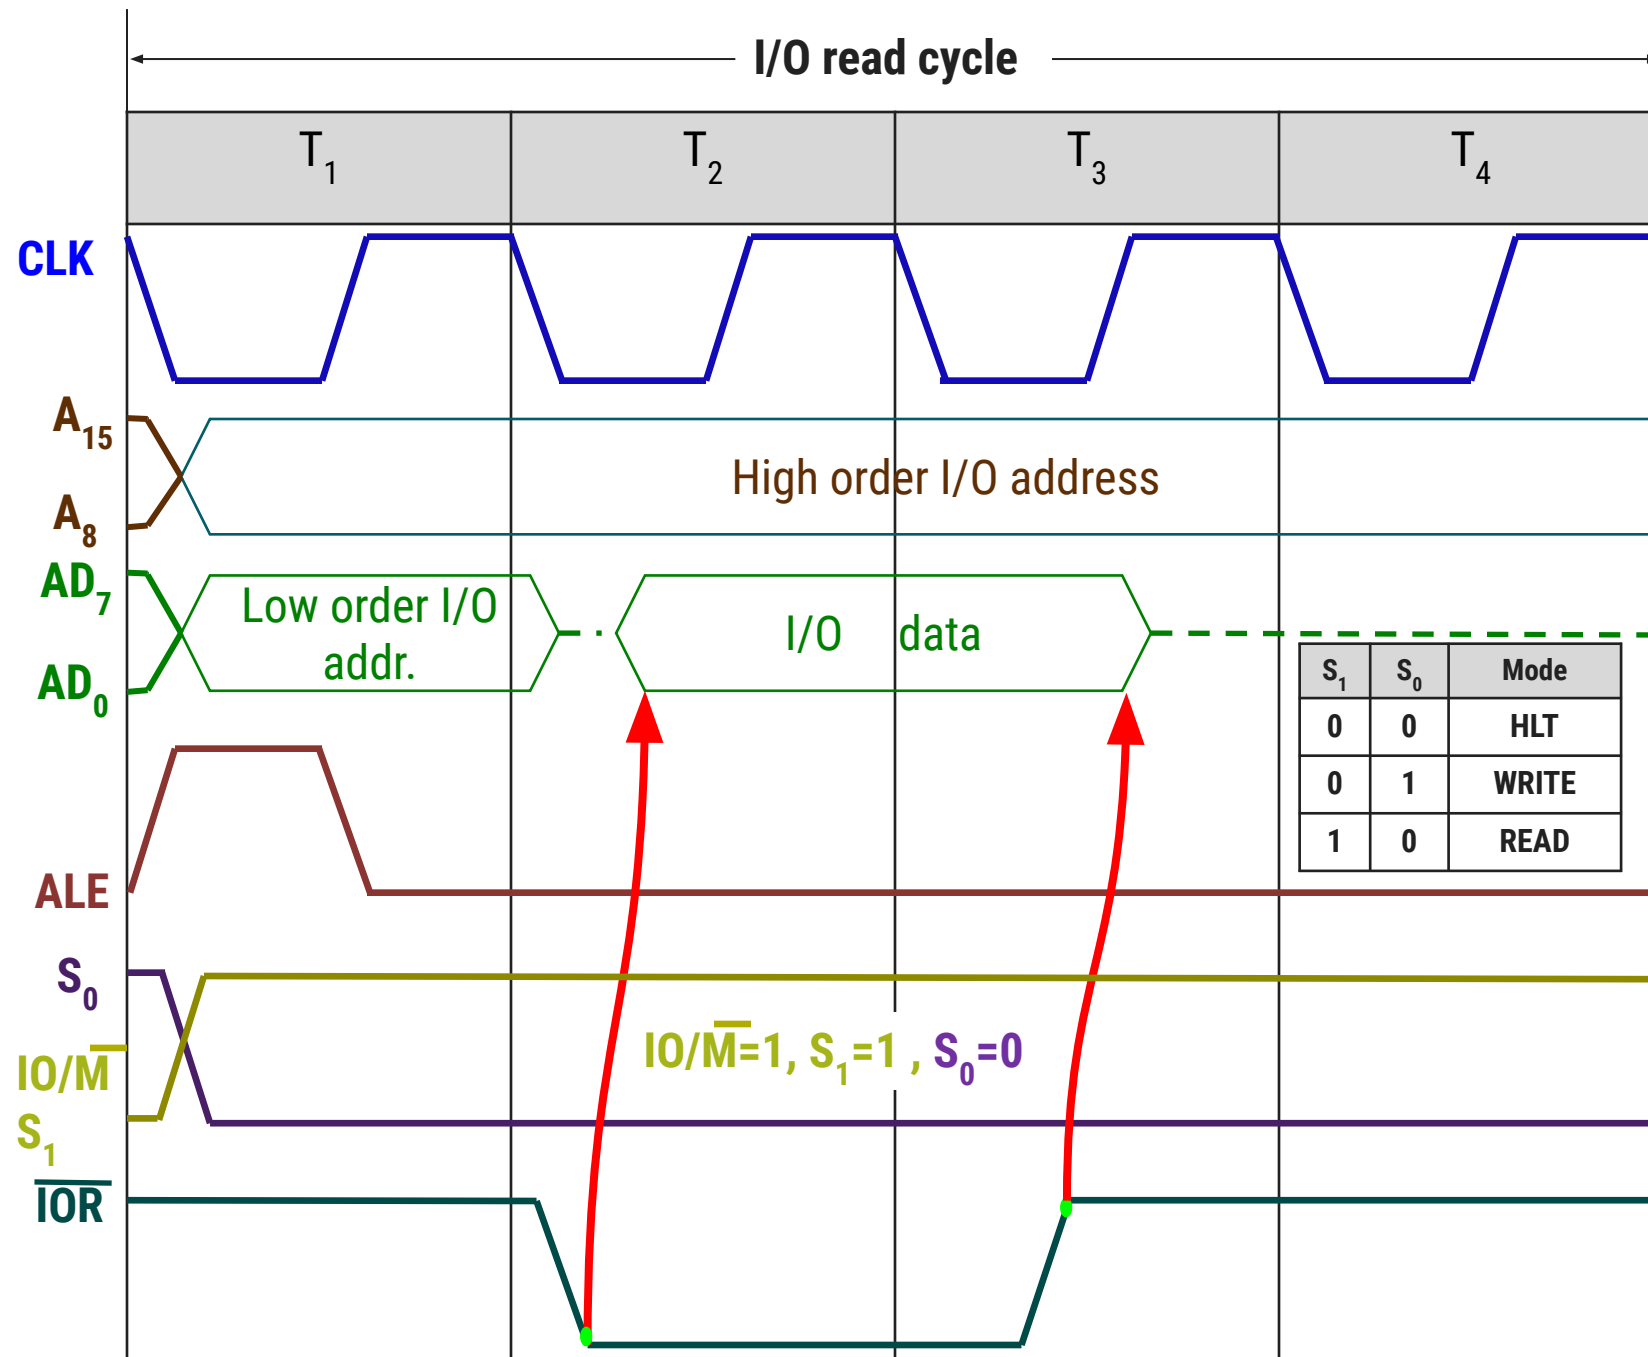 I/O read cycle
T₁ T₂ T₃ T₄
CLK
A₁₅
High order I/O address
A₈
AD₇
Low order I/O
addr.
I/O data
AD₀
S₁ S₀ Mode
0 0 HLT
0 1 WRITE
1 0 READ
ALE
S₀
IO/M̅=1, S₁=1 , S₀=0
IO/M̅
S₁
I̅O̅R̅